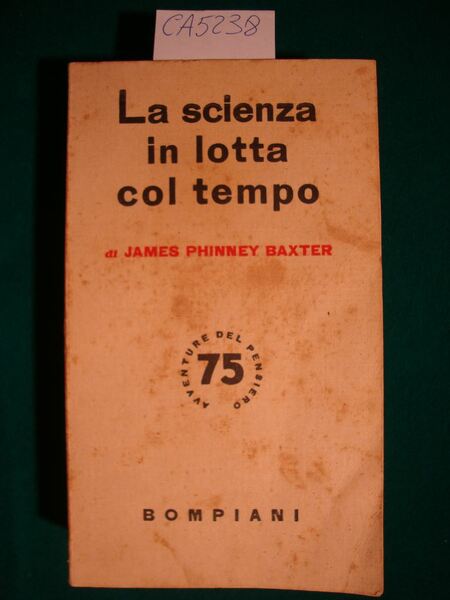 CA5238
La scienza
in lotta
col tempo
di JAMES PHINNEY BAXTER
AVVENTURE DEL PENSIERO
75
BOMPIANI